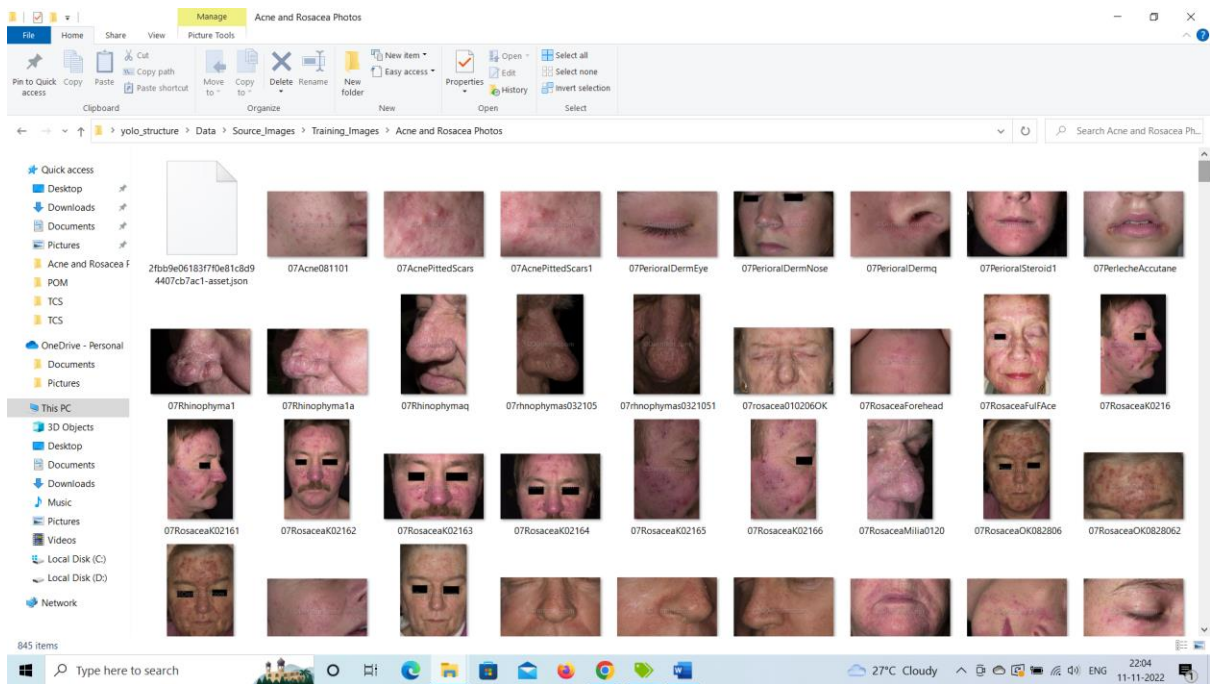 Manage Acne and Rosacea Photos
File Home Share View Picture Tools
Pin to Quick access
Copy
Paste
Cut
Copy path
Paste shortcut
Clipboard
Move to
Copy to
Delete
Rename
Organize
New folder
New item
Easy access
New
Properties
Open
Edit
History
Open
Select all
Select none
Invert selection
Select
yolo_structure > Data > Source_Images > Training_Images > Acne and Rosacea Photos
Search Acne and Rosacea Ph...
Quick access
Desktop
Downloads
Documents
Pictures
Acne and Rosacea F
POM
TCS
TCS
OneDrive - Personal
Documents
Pictures
This PC
3D Objects
Desktop
Documents
Downloads
Music
Pictures
Videos
Local Disk (C:)
Local Disk (D:)
Network
2fbb9e06183f7f0e81c8d9
4407cb7ac1-asset.json
07Acne081101
07AcnePittedScars
07AcnePittedScars1
07PerioralDermEye
07PerioralDermNose
07PerioralDermq
07PerioralSteroid1
07PerlecheAccutane
07Rhinophyma1
07Rhinophyma1a
07Rhinophymaq
07rhnophymas032105
07rhnophymas0321051
07rosacea010206OK
07RosaceaForehead
07RosaceaFulFAce
07RosaceaK0216
07RosaceaK02161
07RosaceaK02162
07RosaceaK02163
07RosaceaK02164
07RosaceaK02165
07RosaceaK02166
07RosaceaMilia0120
07RosaceaOK082806
07RosaceaOK0828062
845 items
Type here to search
27°C Cloudy
ENG
22:04
11-11-2022